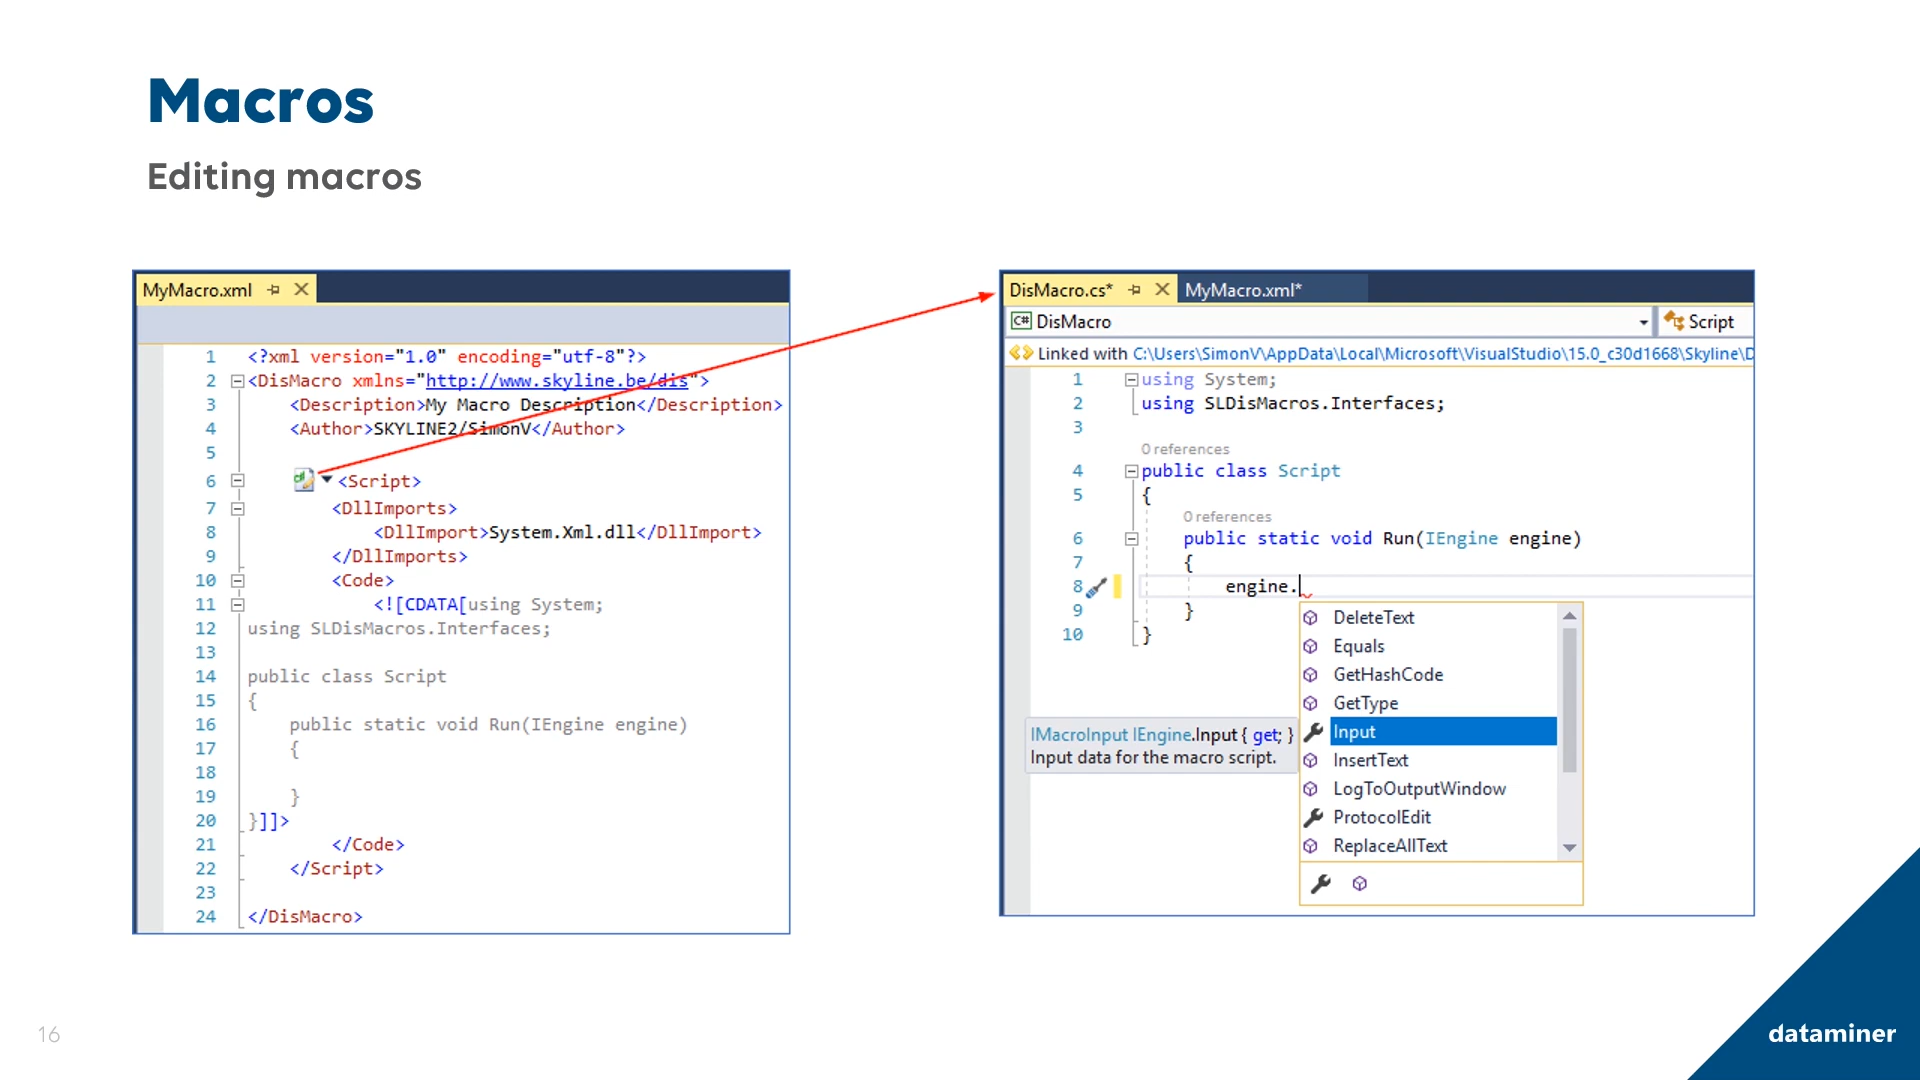 Macros
Editing macros
MyMacro.xml
1 <?xml version="1.0" encoding="utf-8"?>
2 <DisMacro xmlns="http://www.skyline.be/dis">
3 <Description>My Macro Description</Description>
4 <Author>SKYLINE2/SimonV</Author>
5
6 <Script>
7 <DllImports>
8 <DllImport>System.Xml.dll</DllImport>
9 </DllImports>
10 <Code>
11 <![CDATA[using System;
12 using SLDisMacros.Interfaces;
13
14 public class Script
15 {
16 public static void Run(IEngine engine)
17 {
18
19 }
20 }]]>
21 </Code>
22 </Script>
23
24 </DisMacro>
DisMacro.cs* MyMacro.xml*
C# DisMacro Script
Linked with C:\Users\SimonV\AppData\Local\Microsoft\VisualStudio\15.0_c30d1668\Skyline\D
1 using System;
2 using SLDisMacros.Interfaces;
3
0 references
4 public class Script
5 {
0 references
6 public static void Run(IEngine engine)
7 {
8 engine.
9 }
10 }
DeleteText
Equals
GetHashCode
GetType
Input
InsertText
LogToOutputWindow
ProtocolEdit
ReplaceAllText
IMacroInput IEngine.Input { get; }
Input data for the macro script.
16
dataminer